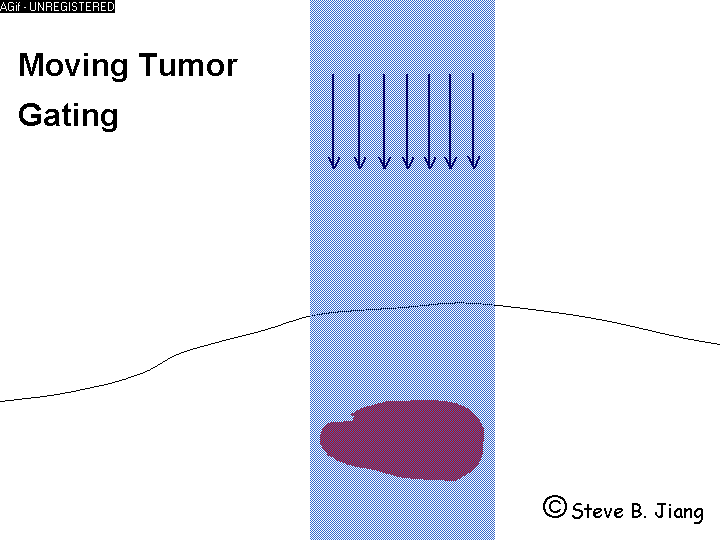 AGif - UNREGISTERED
Moving Tumor
Gating
© Steve B. Jiang